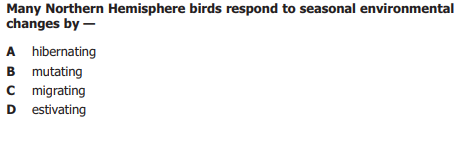 Many Northern Hemisphere birds respond to seasonal environmental
changes by —
A hibernating
B mutating
C migrating
D estivating